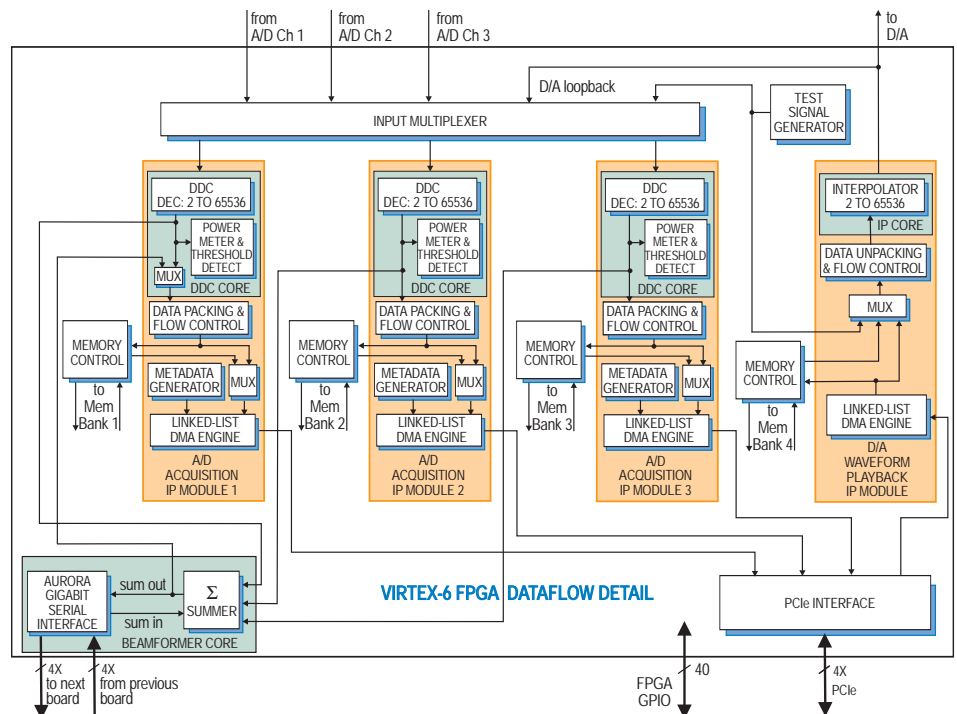 from
A/D Ch 1
from
A/D Ch 2
from
A/D Ch 3
to
D/A
D/A loopback
INPUT MULTIPLEXER
TEST
SIGNAL
GENERATOR
DDC
DEC: 2 TO 65536
POWER
METER &
THRESHOLD
DETECT
MUX
DDC CORE
DATA PACKING &
FLOW CONTROL
MEMORY
CONTROL
METADATA
GENERATOR
MUX
to
Mem
Bank 1
LINKED-LIST
DMA ENGINE
A/D
ACQUISITION
IP MODULE 1
DDC
DEC: 2 TO 65536
POWER
METER &
THRESHOLD
DETECT
DDC CORE
DATA PACKING &
FLOW CONTROL
MEMORY
CONTROL
METADATA
GENERATOR
MUX
to
Mem
Bank 2
LINKED-LIST
DMA ENGINE
A/D
ACQUISITION
IP MODULE 2
DDC
DEC: 2 TO 65536
POWER
METER &
THRESHOLD
DETECT
DDC CORE
DATA PACKING &
FLOW CONTROL
MEMORY
CONTROL
METADATA
GENERATOR
MUX
to
Mem
Bank 3
LINKED-LIST
DMA ENGINE
A/D
ACQUISITION
IP MODULE 3
INTERPOLATOR
2 TO 65536
IP CORE
DATA UNPACKING
& FLOW CONTROL
MUX
MEMORY
CONTROL
to
Mem
Bank 4
LINKED-LIST
DMA ENGINE
D/A
WAVEFORM
PLAYBACK
IP MODULE
AURORA
GIGABIT
SERIAL
INTERFACE
sum out
sum in
Σ
SUMMER
BEAMFORMER CORE
VIRTEX-6 FPGA DATAFLOW DETAIL
PCIe INTERFACE
4X
to next
board
4X
from previous
board
FPGA
GPIO
40
4X
PCIe